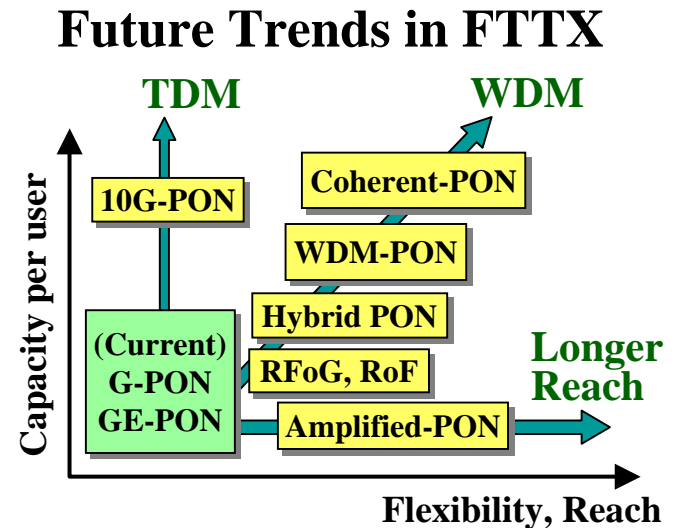 Future Trends in FTTX
TDM
WDM
Capacity per user
10G-PON
Coherent-PON
WDM-PON
Hybrid PON
(Current)
G-PON
GE-PON
RFoG, RoF
Longer
Reach
Amplified-PON
Flexibility, Reach